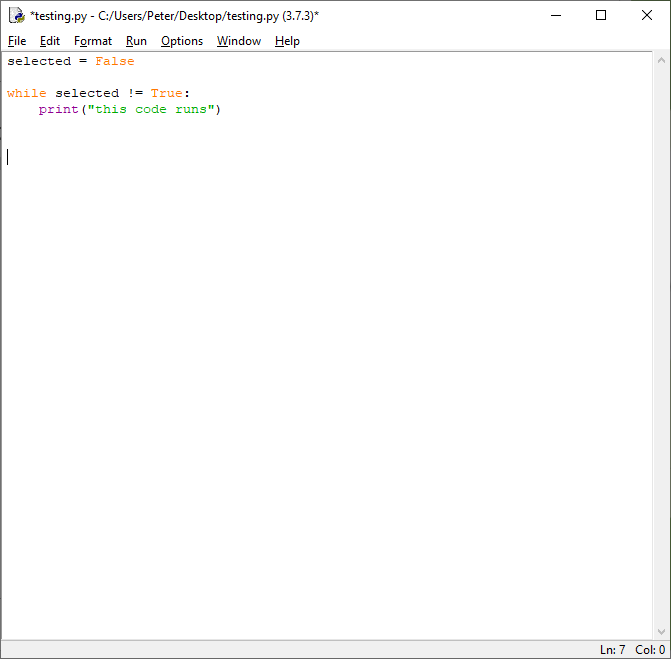 *testing.py - C:/Users/Peter/Desktop/testing.py (3.7.3)*
File Edit Format Run Options Window Help
selected = False
while selected != True:
    print("this code runs")
Ln: 7 Col: 0